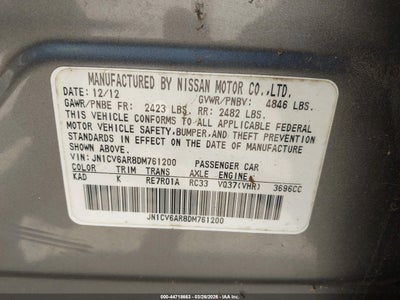 MANUFACTURED BY NISSAN MOTOR CO.,LTD.
DATE: 12/12 GVWR/PNBV: 4846 LBS.
GAWR/PNBE FR: 2423 LBS. RR: 2482 LBS.
THIS VEHICLE CONFORMS TO ALL APPLICABLE FEDERAL
MOTOR VEHICLE SAFETY, BUMPER, AND THEFT PREVENTION
STANDARDS IN EFFECT ON THE DATE OF MANUFACTURE
SHOWN ABOVE.
VIN: JN1CV6AR8DM761200 PASSENGER CAR
COLOR TRIM TRANS AXLE ENGINE
KAD K RE7R01A RC33 VQ37(VHR) 3696CC
JN1CV6AR8DM761200
ID: 000-44718663 | 03/26/2026 | IAA Inc.